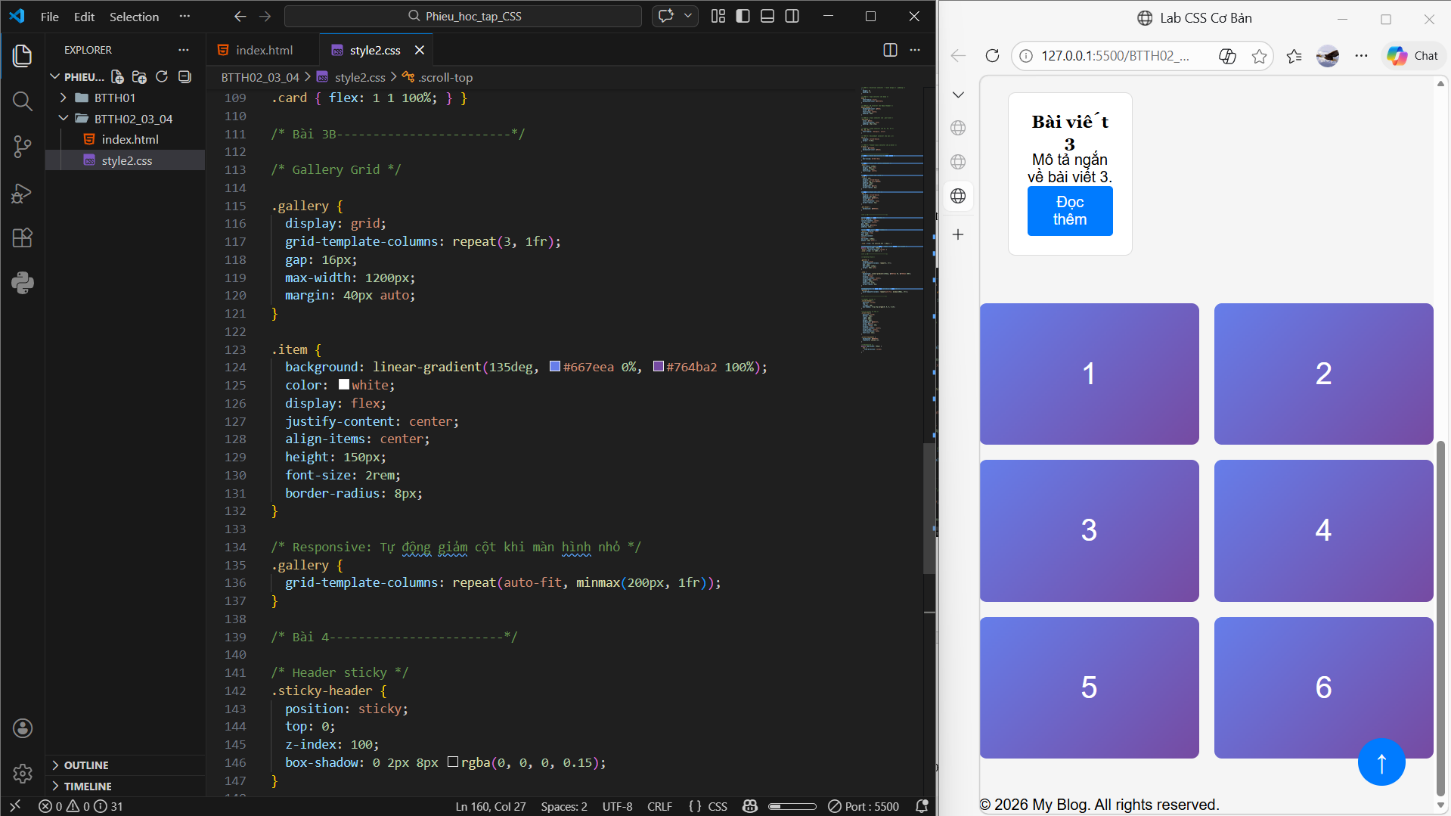 File Edit Selection ··· Phieu_hoc_tap_CSS
EXPLORER ···
PHIEU...
BTTH01
BTTH02_03_04
index.html
style2.css
OUTLINE
TIMELINE
index.html style2.css ···
BTTH02_03_04 > style2.css > .scroll-top
109 .card { flex: 1 1 100%; } }
110
111 /* Bài 3B------------------------*/
112
113 /* Gallery Grid */
114
115 .gallery {
116 display: grid;
117 grid-template-columns: repeat(3, 1fr);
118 gap: 16px;
119 max-width: 1200px;
120 margin: 40px auto;
121 }
122
123 .item {
124 background: linear-gradient(135deg, #667eea 0%, #764ba2 100%);
125 color: white;
126 display: flex;
127 justify-content: center;
128 align-items: center;
129 height: 150px;
130 font-size: 2rem;
131 border-radius: 8px;
132 }
133
134 /* Responsive: Tự động giảm cột khi màn hình nhỏ */
135 .gallery {
136 grid-template-columns: repeat(auto-fit, minmax(200px, 1fr));
137 }
138
139 /* Bài 4------------------------*/
140
141 /* Header sticky */
142 .sticky-header {
143 position: sticky;
144 top: 0;
145 z-index: 100;
146 box-shadow: 0 2px 8px rgba(0, 0, 0, 0.15);
147 }
0 0 31 Ln 160, Col 27 Spaces: 2 UTF-8 CRLF { } CSS Port : 5500
Lab CSS Cơ Bản
127.0.0.1:5500/BTTH02_... ··· Chat
Bài viết
3
Mô tả ngắn
về bài viết 3.
Đọc
thêm
1 2
3 4
5 6
↑
© 2026 My Blog. All rights reserved.